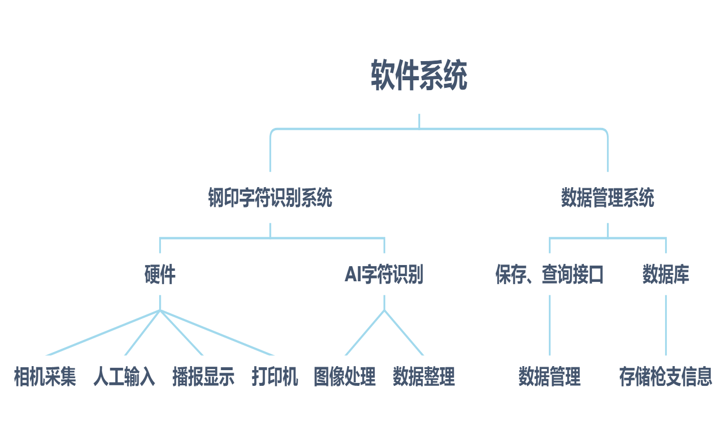 软件系统
钢印字符识别系统
数据管理系统
硬件
AI字符识别
保存、查询接口
数据库
相机采集
人工输入
播报显示
打印机
图像处理
数据整理
数据管理
存储枪支信息